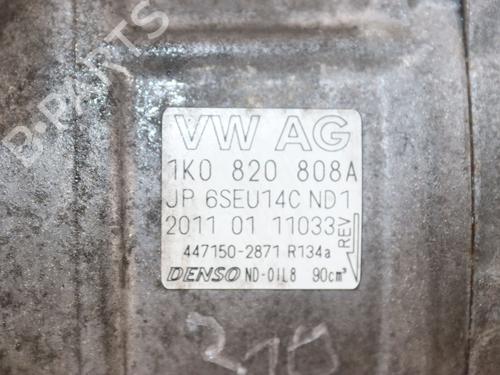 B-PARTS
VW AG
1K0 820 808A
JP 6SEU14C ND1
2011 01 11033
REV
447150-2871 R134a
DENSO ND-OIL8 90cm³
210